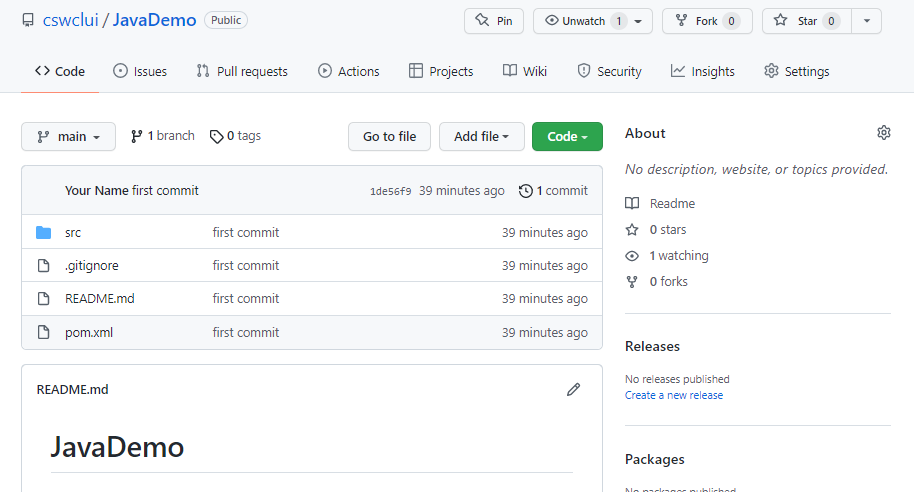 cswclui / JavaDemo Public
Pin
Unwatch 1
Fork 0
Star 0
Code
Issues
Pull requests
Actions
Projects
Wiki
Security
Insights
Settings
main
1 branch
0 tags
Go to file
Add file
Code
Your Name first commit
1de56f9 39 minutes ago
1 commit
src first commit 39 minutes ago
.gitignore first commit 39 minutes ago
README.md first commit 39 minutes ago
pom.xml first commit 39 minutes ago
README.md
JavaDemo
About
No description, website, or topics provided.
Readme
0 stars
1 watching
0 forks
Releases
No releases published
Create a new release
Packages
No packages published